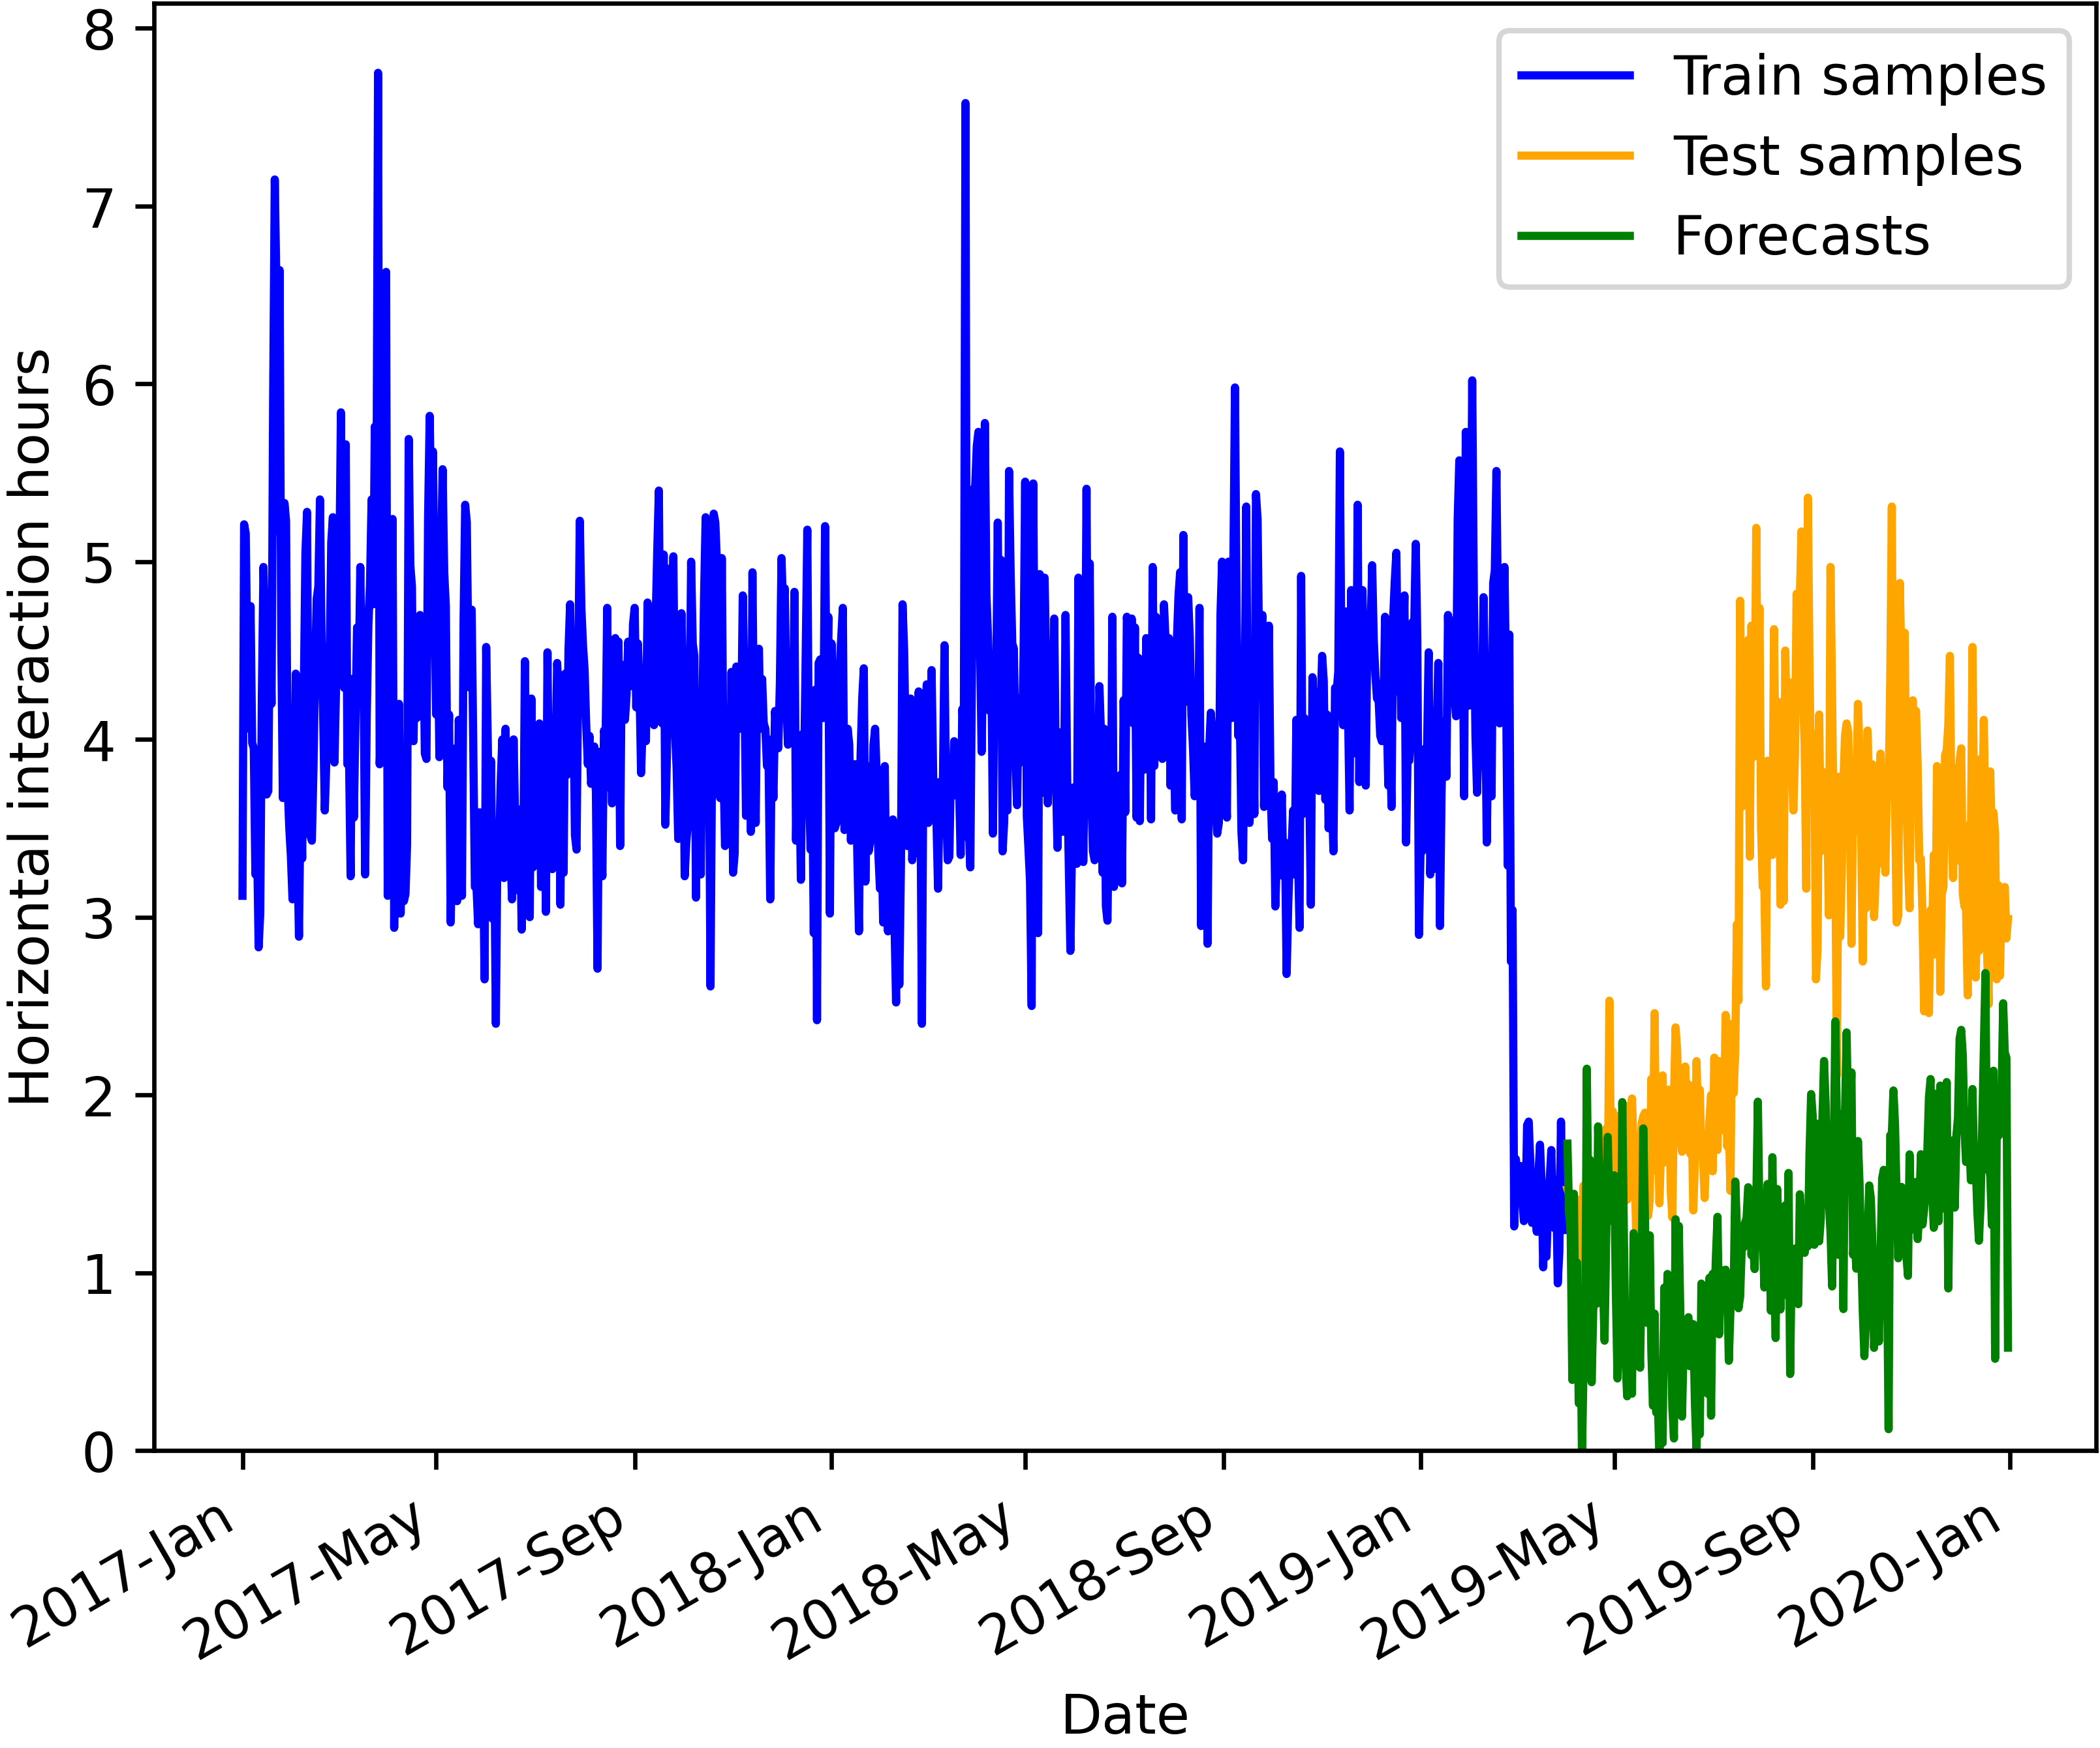 Horizontal interaction hours
8
7
6
5
4
3
2
1
0
Train samples
Test samples
Forecasts
2017-Jan
2017-May
2017-Sep
2018-Jan
2018-May
2018-Sep
2019-Jan
2019-May
2019-Sep
2020-Jan
Date